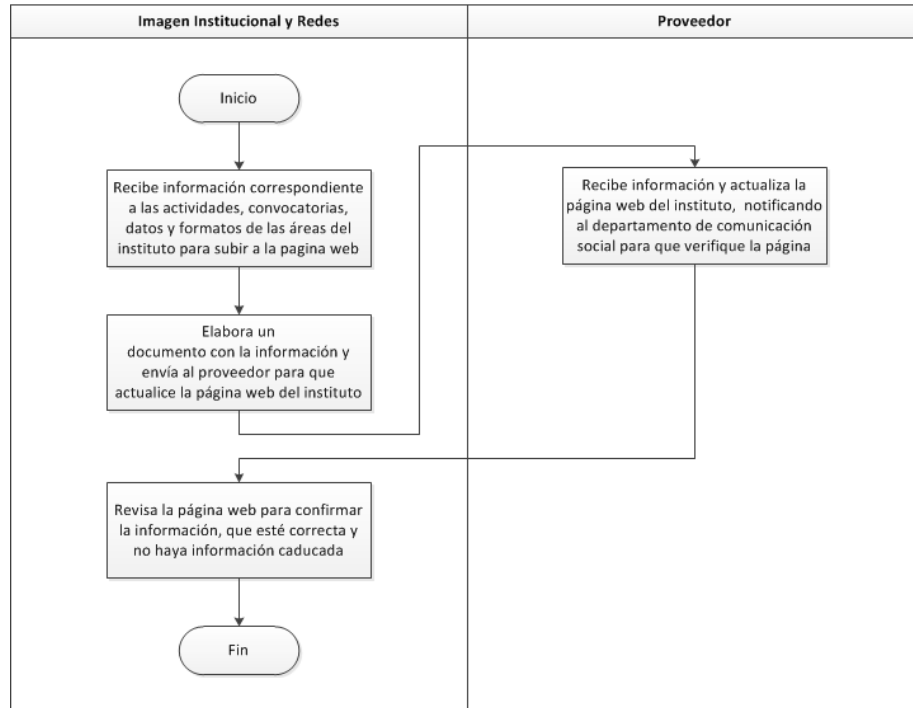 Imagen Institucional y Redes
Proveedor
Inicio
Recibe información correspondiente
a las actividades, convocatorias,
datos y formatos de las áreas del
instituto para subir a la pagina web
Elabora un
documento con la información y
envía al proveedor para que
actualice la página web del instituto
Recibe información y actualiza la
página web del instituto, notificando
al departamento de comunicación
social para que verifique la página
Revisa la página web para confirmar
la información, que esté correcta y
no haya información caducada
Fin